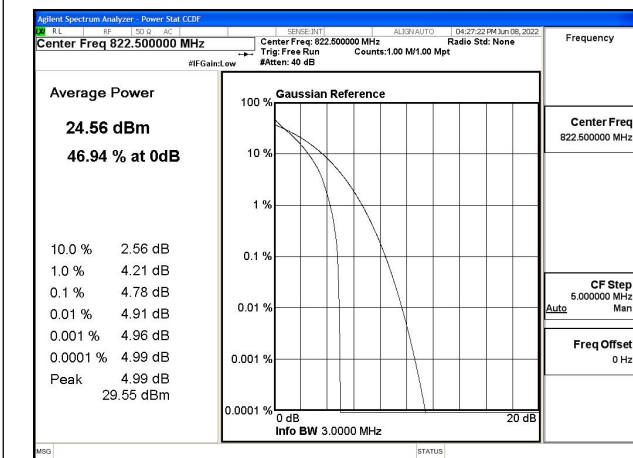 Agilent Spectrum Analyzer - Power Stat CCDF
RL RF 50 Ω AC SENSE:INT ALIGN AUTO 04:27:22 PM Jun 08, 2022
Center Freq 822.500000 MHz
Center Freq: 822.500000 MHz Radio Std: None
Trig: Free Run Counts:1.00 M/1.00 Mpt
#IFGain:Low #Atten: 40 dB
Frequency
Average Power
24.56 dBm
46.94 % at 0dB
10.0 % 2.56 dB
1.0 % 4.21 dB
0.1 % 4.78 dB
0.01 % 4.91 dB
0.001 % 4.96 dB
0.0001 % 4.99 dB
Peak 4.99 dB
29.55 dBm
Gaussian Reference
100 %
10 %
1 %
0.1 %
0.01 %
0.001 %
0.0001 %
0 dB 20 dB
Info BW 3.0000 MHz
Center Freq
822.500000 MHz
CF Step
5.000000 MHz
Auto Man
Freq Offset
0 Hz
MSG STATUS